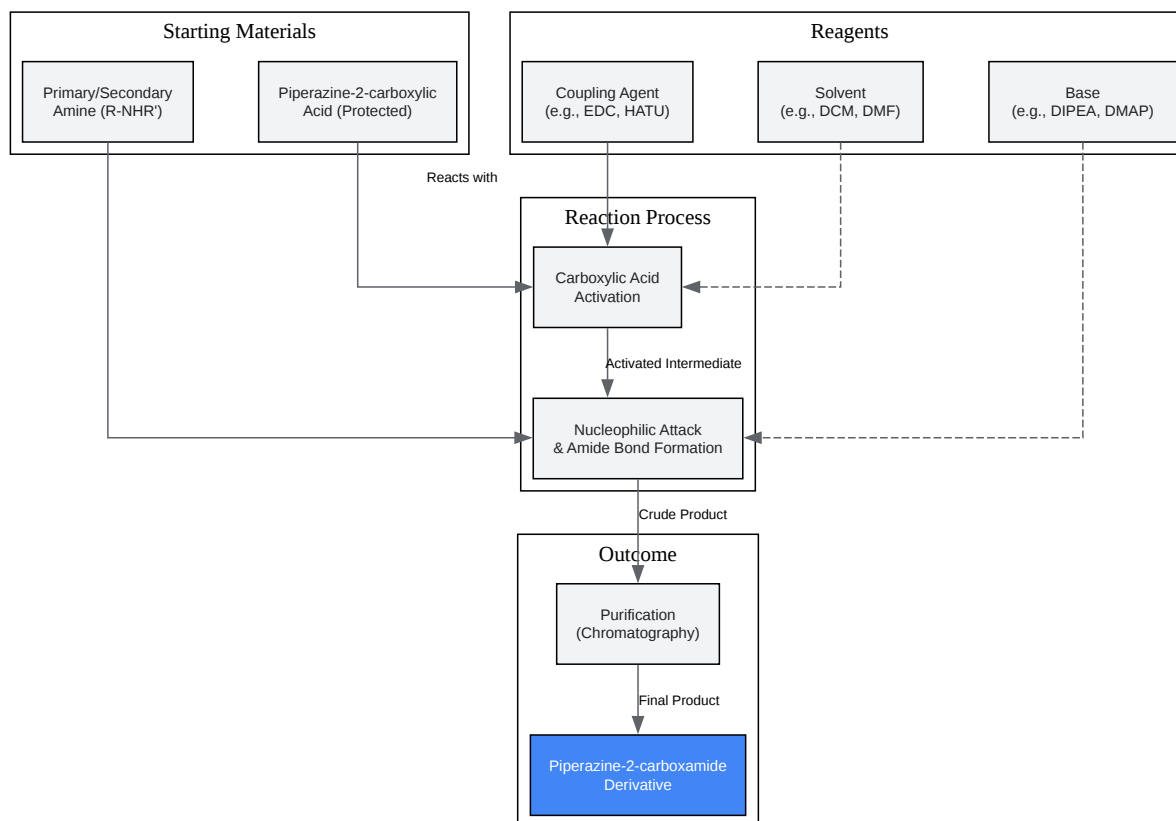 Starting Materials
Reagents
Primary/Secondary
Amine (R-NHR')
Piperazine-2-carboxylic
Acid (Protected)
Coupling Agent
(e.g., EDC, HATU)
Solvent
(e.g., DCM, DMF)
Base
(e.g., DIPEA, DMAP)
Reacts with
Reaction Process
Carboxylic Acid
Activation
Activated Intermediate
Nucleophilic Attack
& Amide Bond Formation
Crude Product
Outcome
Purification
(Chromatography)
Final Product
Piperazine-2-carboxamide
Derivative